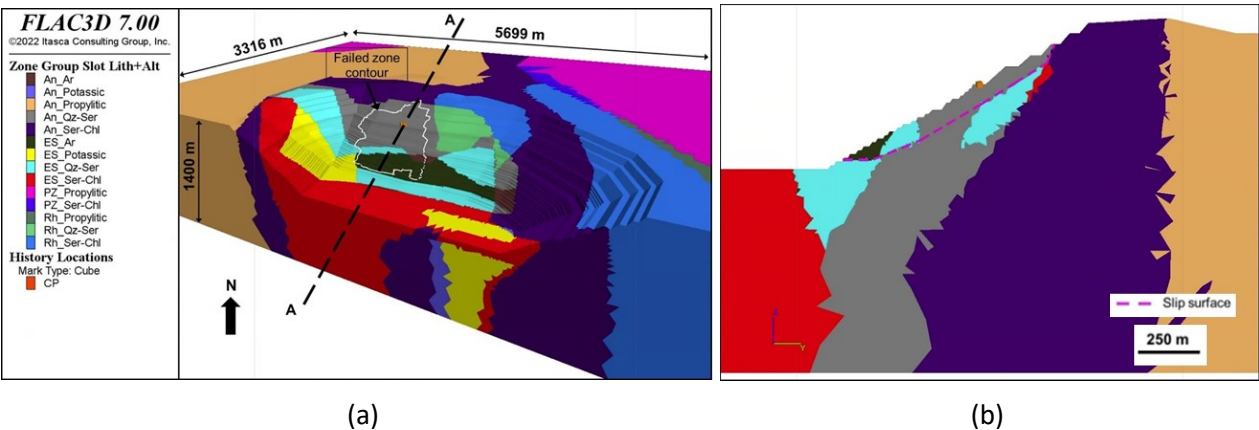 FLAC3D 7.00
©2022 Itasca Consulting Group, Inc.
Zone Group Slot Lith+Alt
An_Ar
An_Potassic
An_Propylitic
An_Qz-Ser
An_Ser-Chl
ES_Ar
ES_Potassic
ES_Qz-Ser
ES_Ser-Chl
PZ_Propylitic
PZ_Ser-Chl
Rh_Propylitic
Rh_Qz-Ser
Rh_Ser-Chl
History Locations
Mark Type: Cube
CP
A
3316 m
5699 m
Failed zone
contour
1400 m
N
A
Slip surface
250 m
Z
Y
(a)
(b)